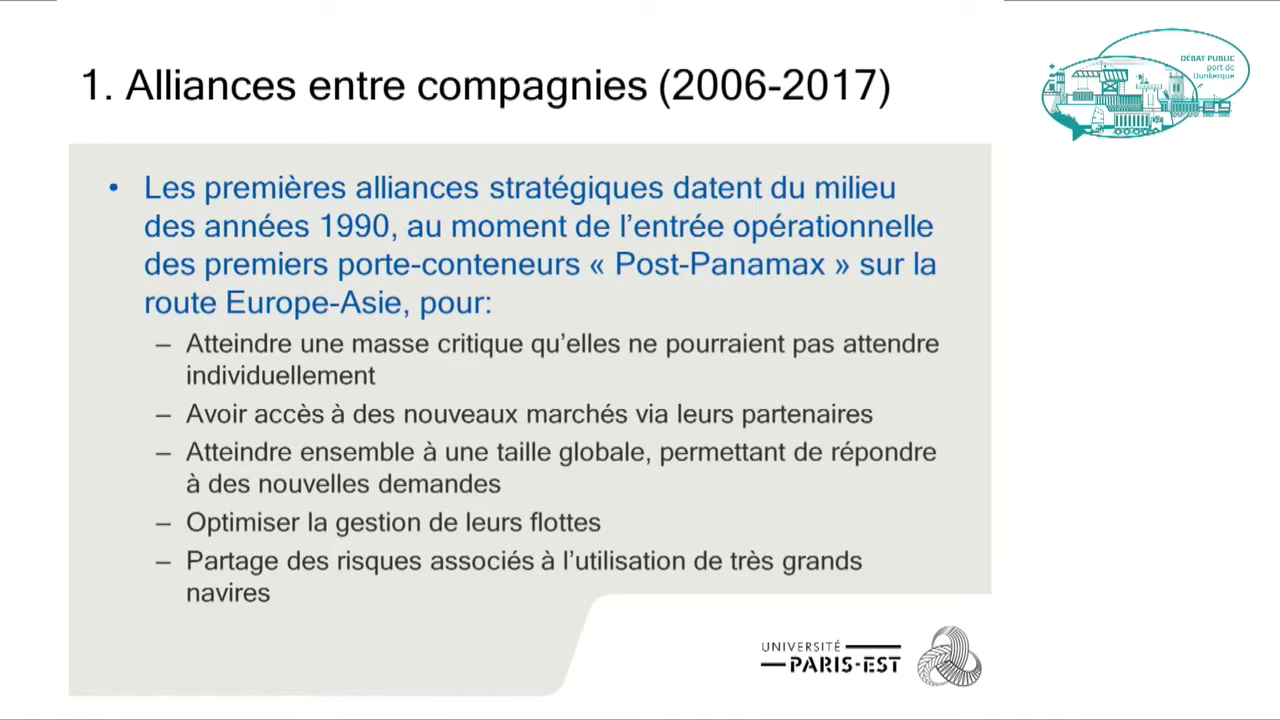 1. Alliances entre compagnies (2006-2017)
DÉBAT PUBLIC
port de
Dunkerque
• Les premières alliances stratégiques datent du milieu
des années 1990, au moment de l’entrée opérationnelle
des premiers porte-conteneurs « Post-Panamax » sur la
route Europe-Asie, pour:
– Atteindre une masse critique qu’elles ne pourraient pas attendre
individuellement
– Avoir accès à des nouveaux marchés via leurs partenaires
– Atteindre ensemble à une taille globale, permettant de répondre
à des nouvelles demandes
– Optimiser la gestion de leurs flottes
– Partage des risques associés à l’utilisation de très grands
navires
UNIVERSITÉ
PARIS-EST